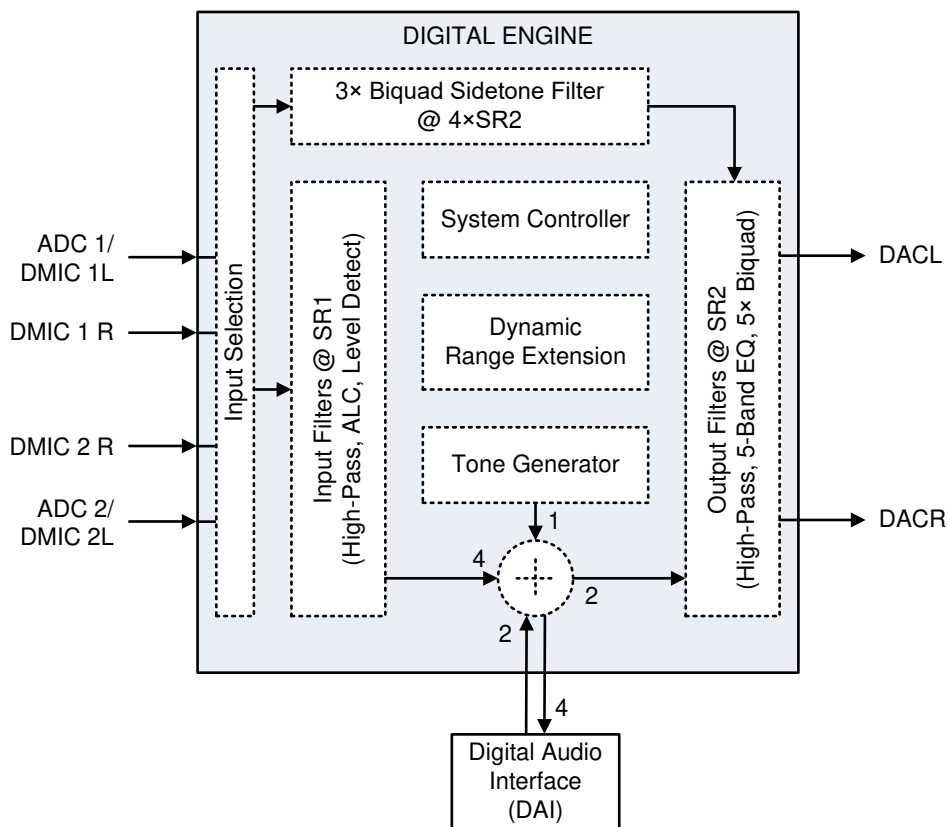 DIGITAL ENGINE
3× Biquad Sidetone Filter
@ 4×SR2
System Controller
ADC 1/
DMIC 1L
DMIC 1 R
DMIC 2 R
ADC 2/
DMIC 2L
Input Selection
Input Filters @ SR1
(High-Pass, ALC, Level Detect)
Dynamic
Range Extension
Tone Generator
1
4
2
2
4
Output Filters @ SR2
(High-Pass, 5-Band EQ, 5× Biquad)
DACL
DACR
Digital Audio
Interface
(DAI)